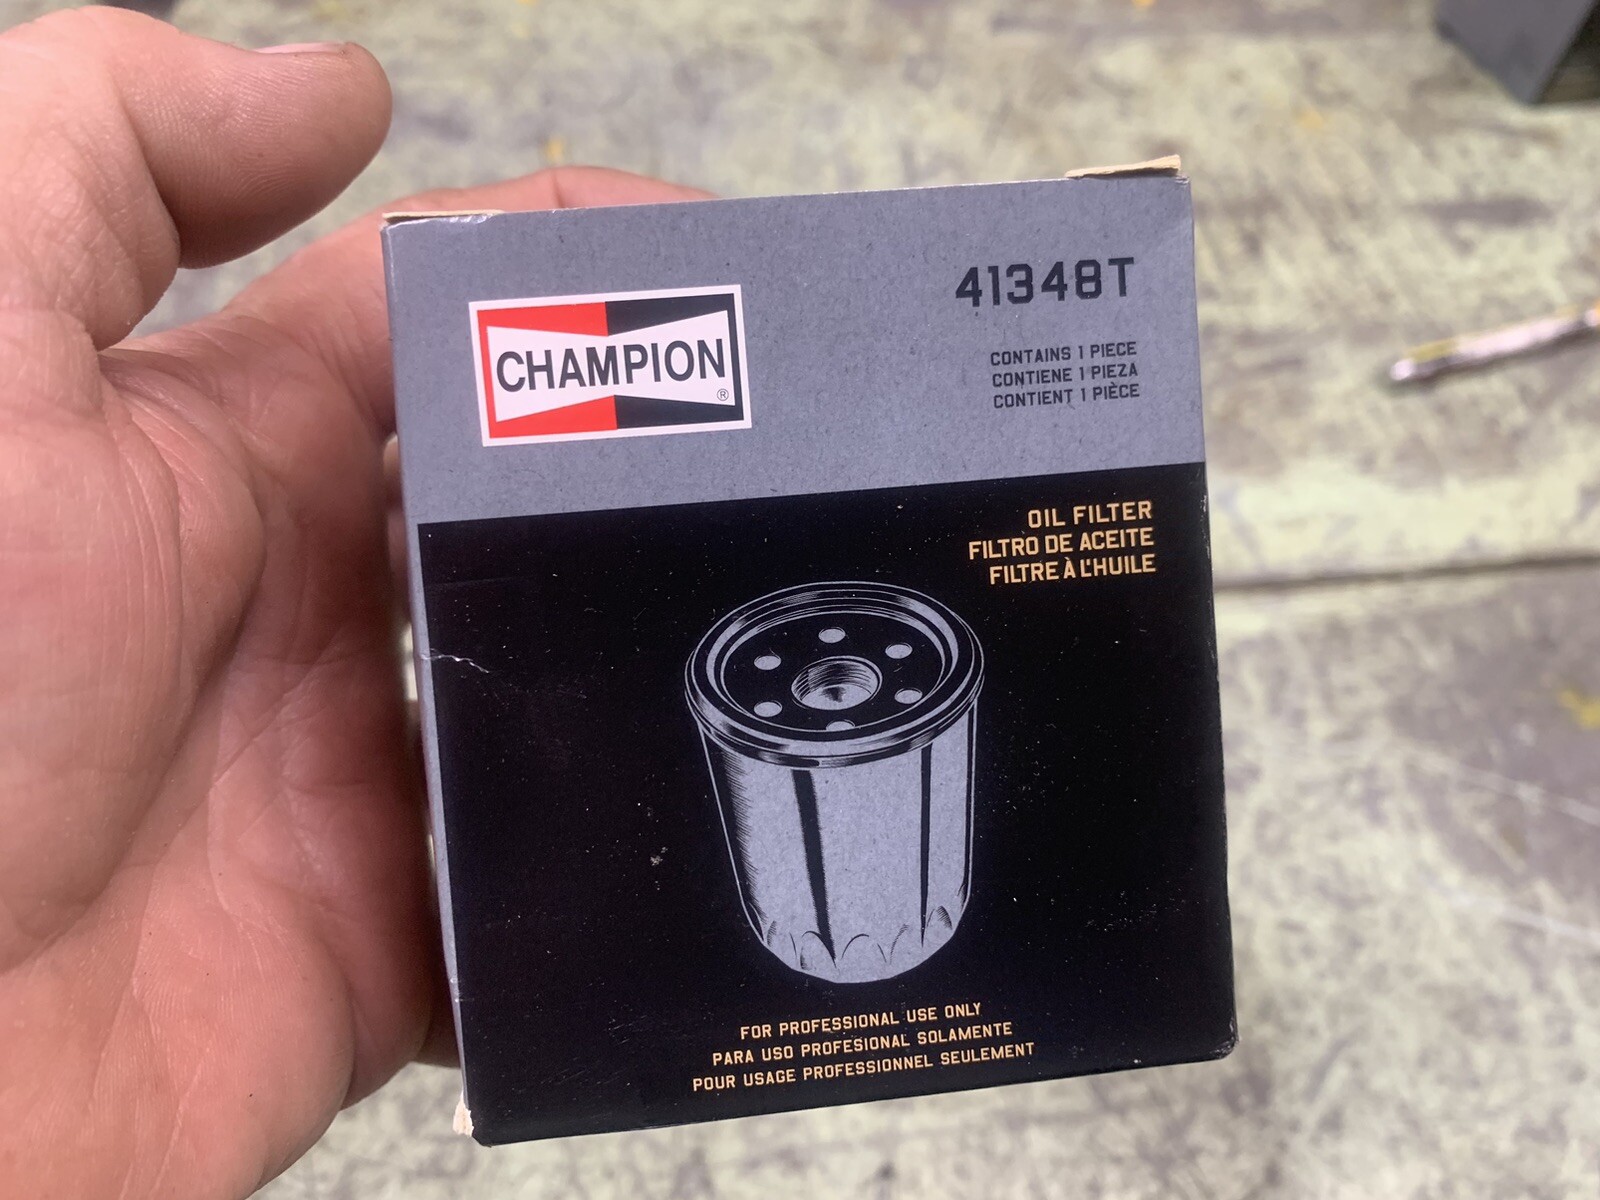 CHAMPION
®
41348T
CONTAINS 1 PIECE
CONTIENE 1 PIEZA
CONTIENT 1 PIÈCE
OIL FILTER
FILTRO DE ACEITE
FILTRE À L'HUILE
FOR PROFESSIONAL USE ONLY
PARA USO PROFESIONAL SOLAMENTE
POUR USAGE PROFESSIONNEL SEULEMENT